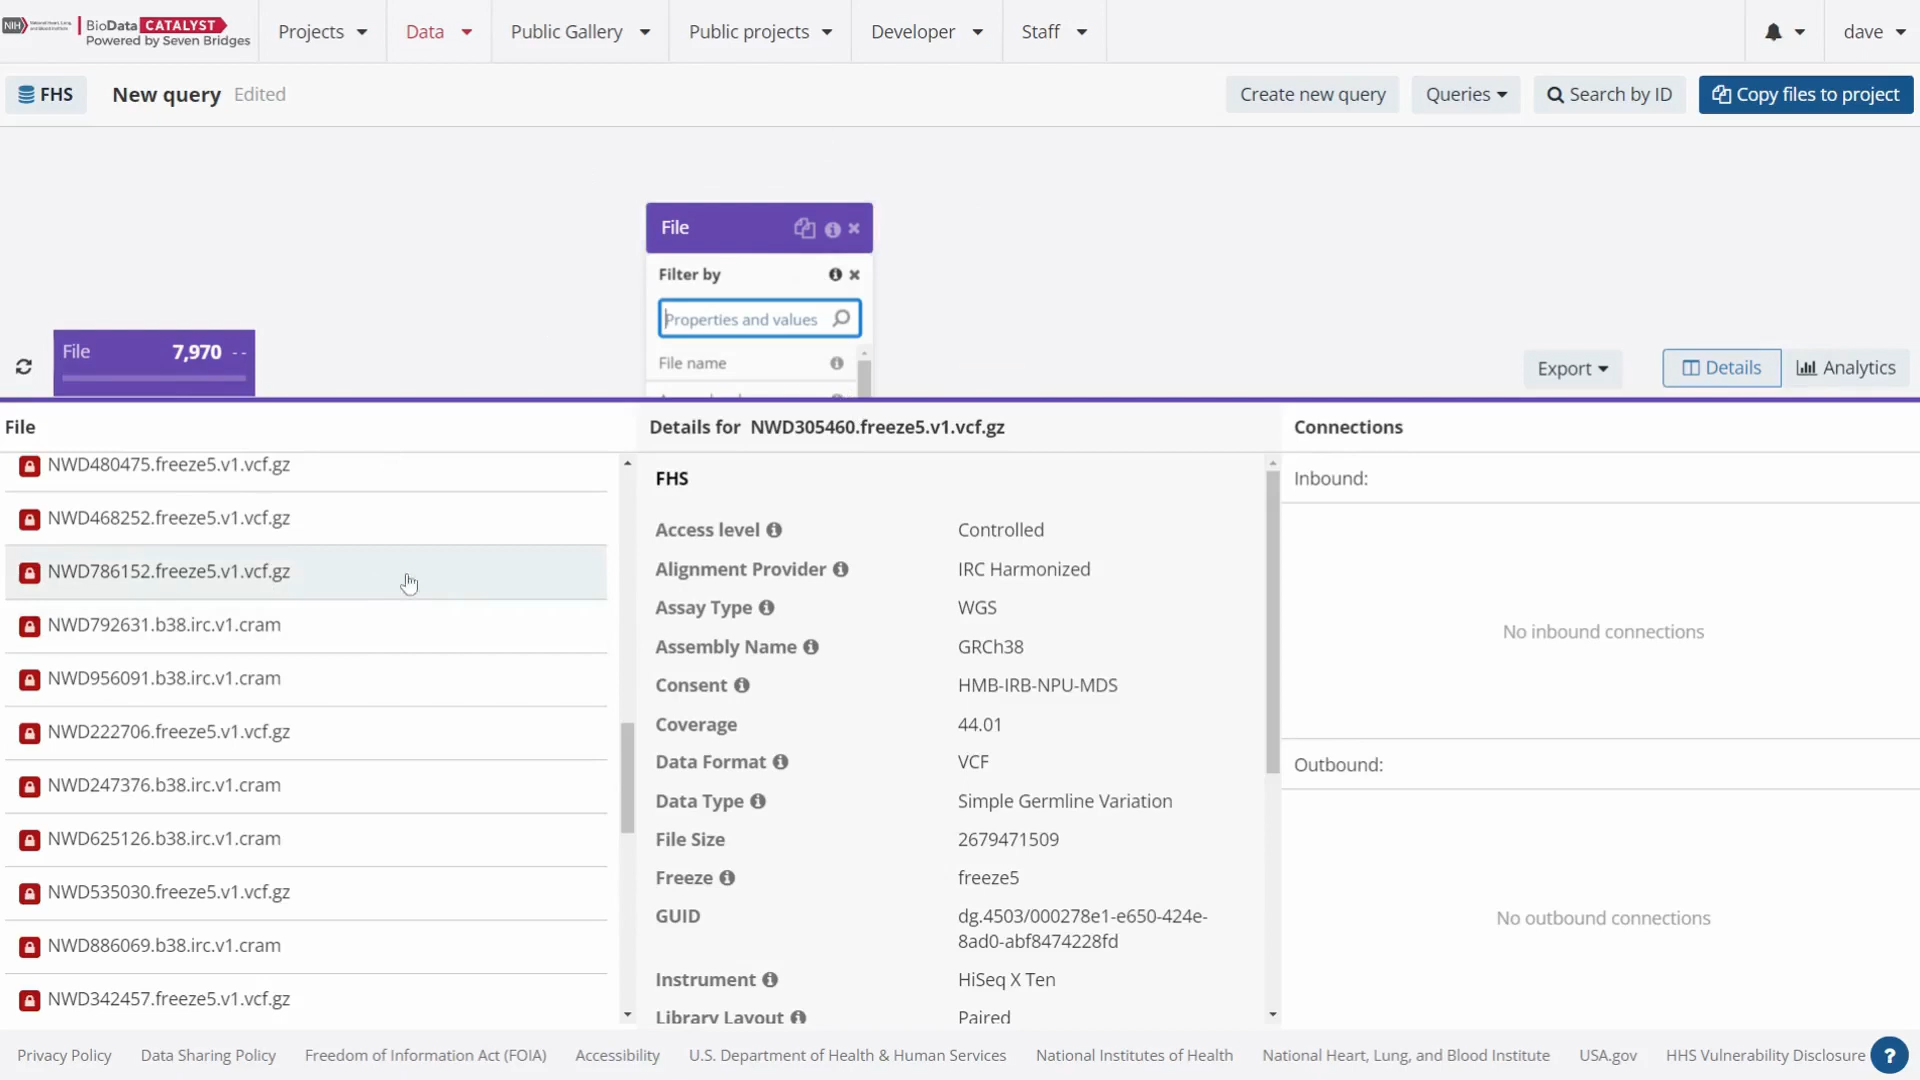 NIH
BioData CATALYST
Powered by Seven Bridges
Projects
Data
Public Gallery
Public projects
Developer
Staff
dave
FHS
New query
Edited
Create new query
Queries
Search by ID
Copy files to project
File
Filter by
Properties and values
File name
File
7,970 --
Export
Details
Analytics
File
NWD480475.freeze5.v1.vcf.gz
NWD468252.freeze5.v1.vcf.gz
NWD786152.freeze5.v1.vcf.gz
NWD792631.b38.irc.v1.cram
NWD956091.b38.irc.v1.cram
NWD222706.freeze5.v1.vcf.gz
NWD247376.b38.irc.v1.cram
NWD625126.b38.irc.v1.cram
NWD535030.freeze5.v1.vcf.gz
NWD886069.b38.irc.v1.cram
NWD342457.freeze5.v1.vcf.gz
Details for NWD305460.freeze5.v1.vcf.gz
FHS
Access level Controlled
Alignment Provider IRC Harmonized
Assay Type WGS
Assembly Name GRCh38
Consent HMB-IRB-NPU-MDS
Coverage 44.01
Data Format VCF
Data Type Simple Germline Variation
File Size 2679471509
Freeze freeze5
GUID dg.4503/000278e1-e650-424e-
8ad0-abf8474228fd
Instrument HiSeq X Ten
Library Layout Paired
Connections
Inbound:
No inbound connections
Outbound:
No outbound connections
Privacy Policy
Data Sharing Policy
Freedom of Information Act (FOIA)
Accessibility
U.S. Department of Health & Human Services
National Institutes of Health
National Heart, Lung, and Blood Institute
USA.gov
HHS Vulnerability Disclosure
?